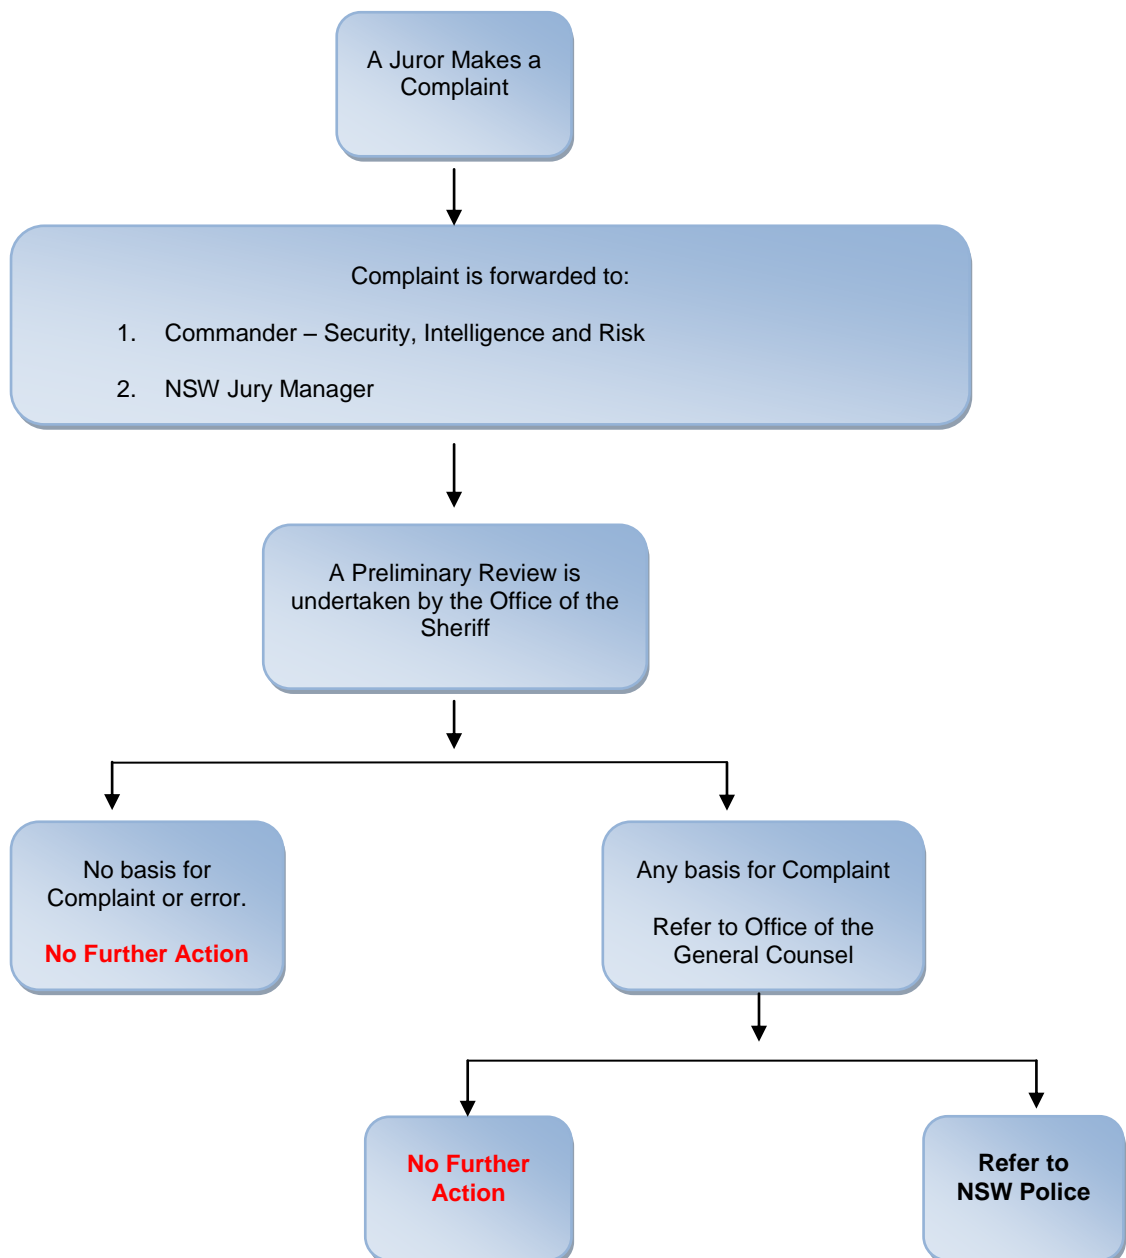 A Juror Makes a
Complaint
Complaint is forwarded to:
1. Commander – Security, Intelligence and Risk
2. NSW Jury Manager
A Preliminary Review is
undertaken by the Office of the
Sheriff
No basis for
Complaint or error.
No Further Action
Any basis for Complaint
Refer to Office of the
General Counsel
No Further
Action
Refer to
NSW Police